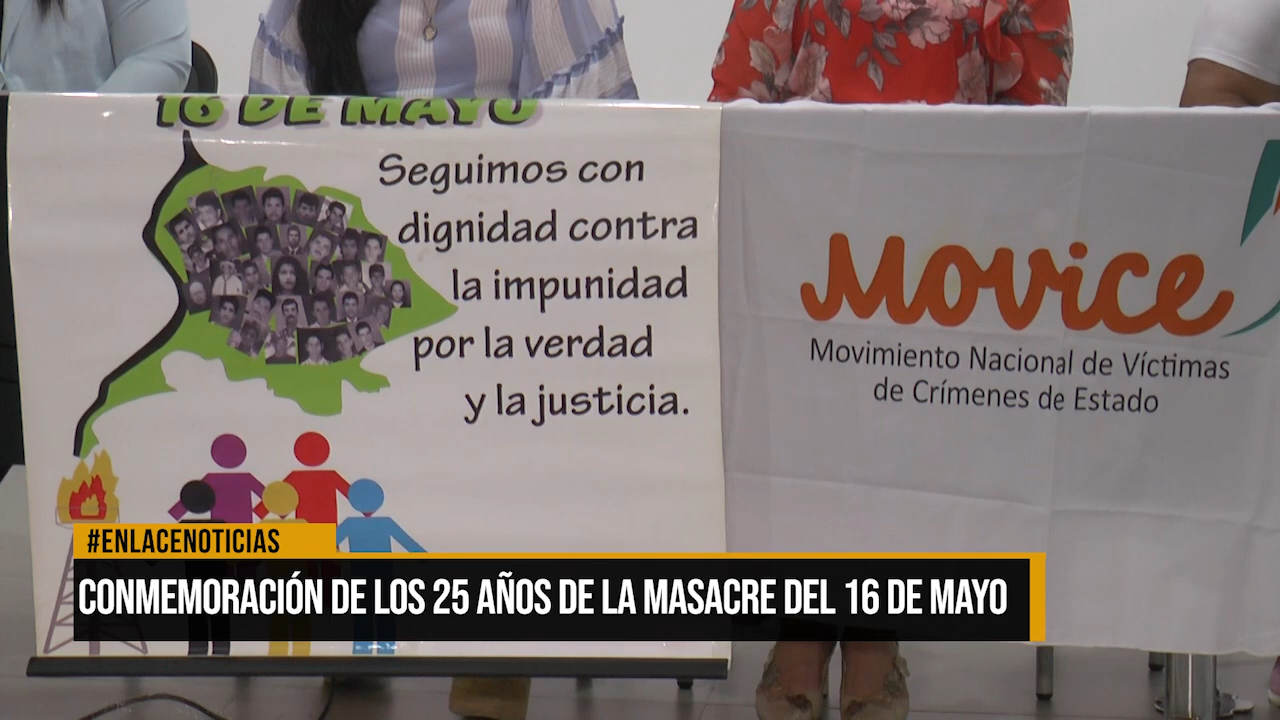 16 DE MAYO
Seguimos con
dignidad contra
la impunidad
por la verdad
y la justicia.
Movice
Movimiento Nacional de Víctimas
de Crímenes de Estado
#ENLACENOTICIAS
CONMEMORACIÓN DE LOS 25 AÑOS DE LA MASACRE DEL 16 DE MAYO